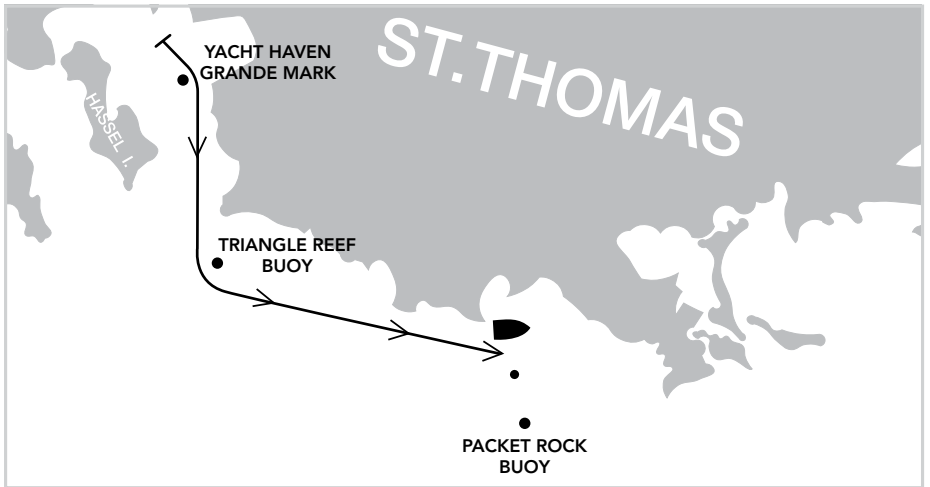 YACHT HAVEN
GRANDE MARK
ST. THOMAS
HASSEL I.
TRIANGLE REEF
BUOY
PACKET ROCK
BUOY